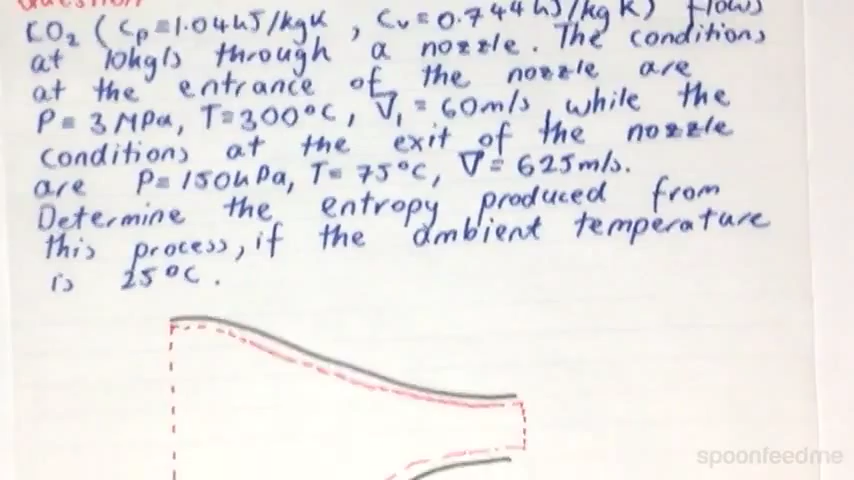 Question
CO2 (Cp=1.04kJ/kgK, Cv=0.744kJ/kgK) flows
at 10kg/s through a nozzle. The conditions
at the entrance of the nozzle are
P=3MPa, T=300°C, V1=60m/s, while the
conditions at the exit of the nozzle
are P=150kPa, T=75°C, V=625m/s.
Determine the entropy produced from
this process, if the ambient temperature
is 25°C.
spoonfeedme